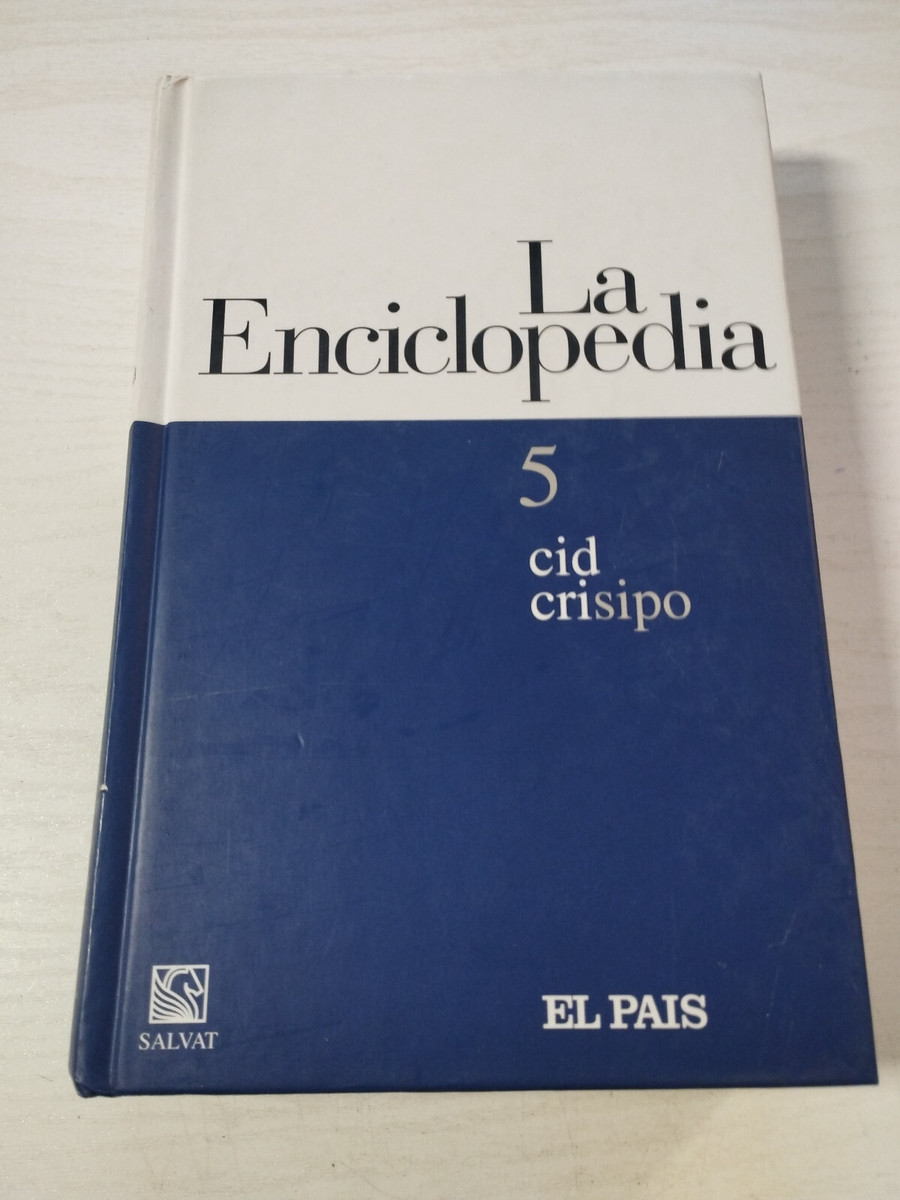 La
Enciclopedia
5
cid
crisipo
SALVAT
EL PAIS